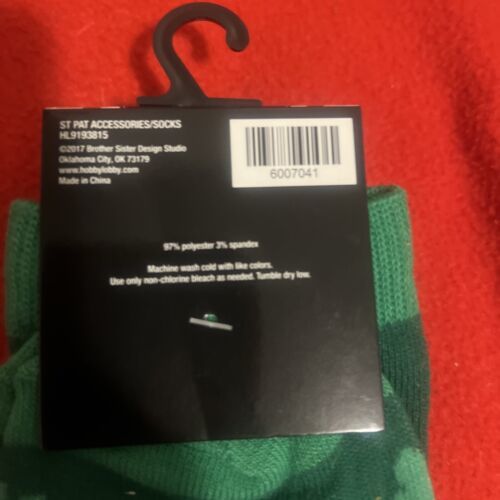 ST PAT ACCESSORIES/SOCKS
HL9193815
©2017 Brother Sister Design Studio
Oklahoma City, OK 73179
www.hobbylobby.com
Made in China
6007041
97% polyester 3% spandex
Machine wash cold with like colors.
Use only non-chlorine bleach as needed. Tumble dry low.